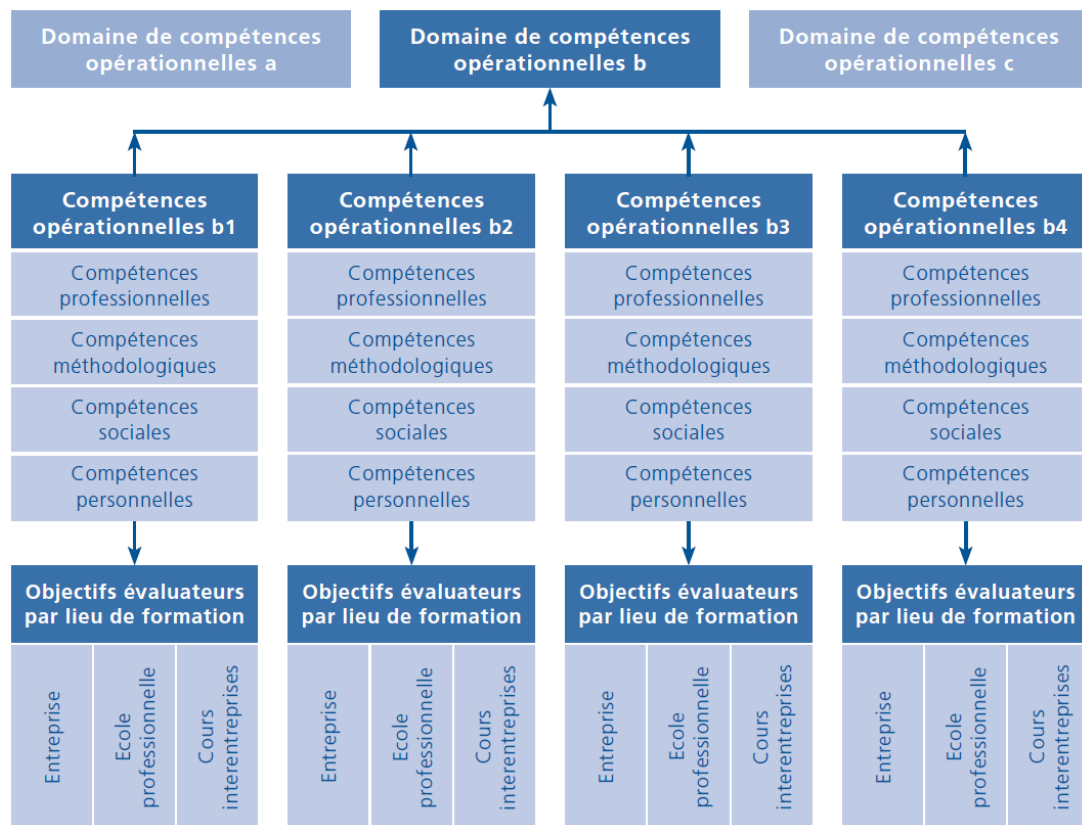 Domaine de compétences
opérationnelles a
Domaine de compétences
opérationnelles b
Domaine de compétences
opérationnelles c
Compétences
opérationnelles b1
Compétences
professionnelles
Compétences
méthodologiques
Compétences
sociales
Compétences
personnelles
Objectifs évaluateurs
par lieu de formation
Entreprise
Ecole
professionnelle
Cours
interentreprises
Compétences
opérationnelles b2
Compétences
professionnelles
Compétences
méthodologiques
Compétences
sociales
Compétences
personnelles
Objectifs évaluateurs
par lieu de formation
Entreprise
Ecole
professionnelle
Cours
interentreprises
Compétences
opérationnelles b3
Compétences
professionnelles
Compétences
méthodologiques
Compétences
sociales
Compétences
personnelles
Objectifs évaluateurs
par lieu de formation
Entreprise
Ecole
professionnelle
Cours
interentreprises
Compétences
opérationnelles b4
Compétences
professionnelles
Compétences
méthodologiques
Compétences
sociales
Compétences
personnelles
Objectifs évaluateurs
par lieu de formation
Entreprise
Ecole
professionnelle
Cours
interentreprises